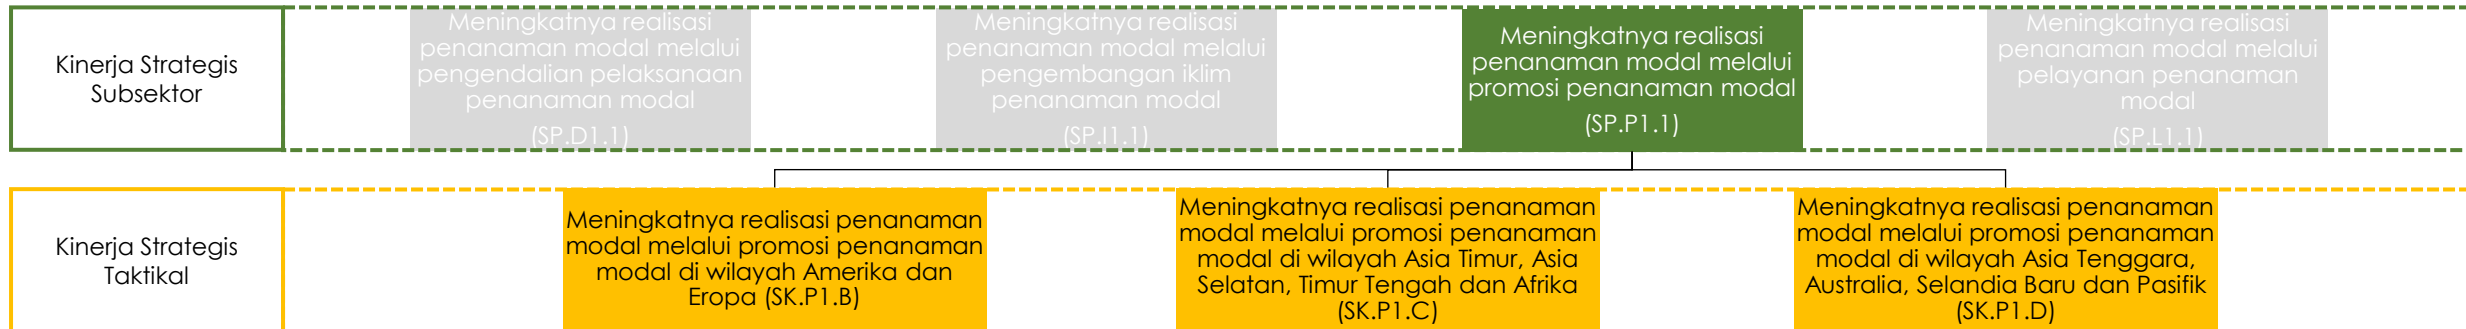 Kinerja Strategis
Subsektor
Meningkatnya realisasi
penanaman modal melalui
pengendalian pelaksanaan
penanaman modal
(SP.D1.1)
Meningkatnya realisasi
penanaman modal melalui
pengembangan iklim
penanaman modal
(SP.I1.1)
Meningkatnya realisasi
penanaman modal melalui
promosi penanaman modal
(SP.P1.1)
Meningkatnya realisasi
penanaman modal melalui
pelayanan penanaman
modal
(SP.L1.1)
Kinerja Strategis
Taktikal
Meningkatnya realisasi penanaman
modal melalui promosi penanaman
modal di wilayah Amerika dan
Eropa (SK.P1.B)
Meningkatnya realisasi penanaman
modal melalui promosi penanaman
modal di wilayah Asia Timur, Asia
Selatan, Timur Tengah dan Afrika
(SK.P1.C)
Meningkatnya realisasi penanaman
modal melalui promosi penanaman
modal di wilayah Asia Tenggara,
Australia, Selandia Baru dan Pasifik
(SK.P1.D)